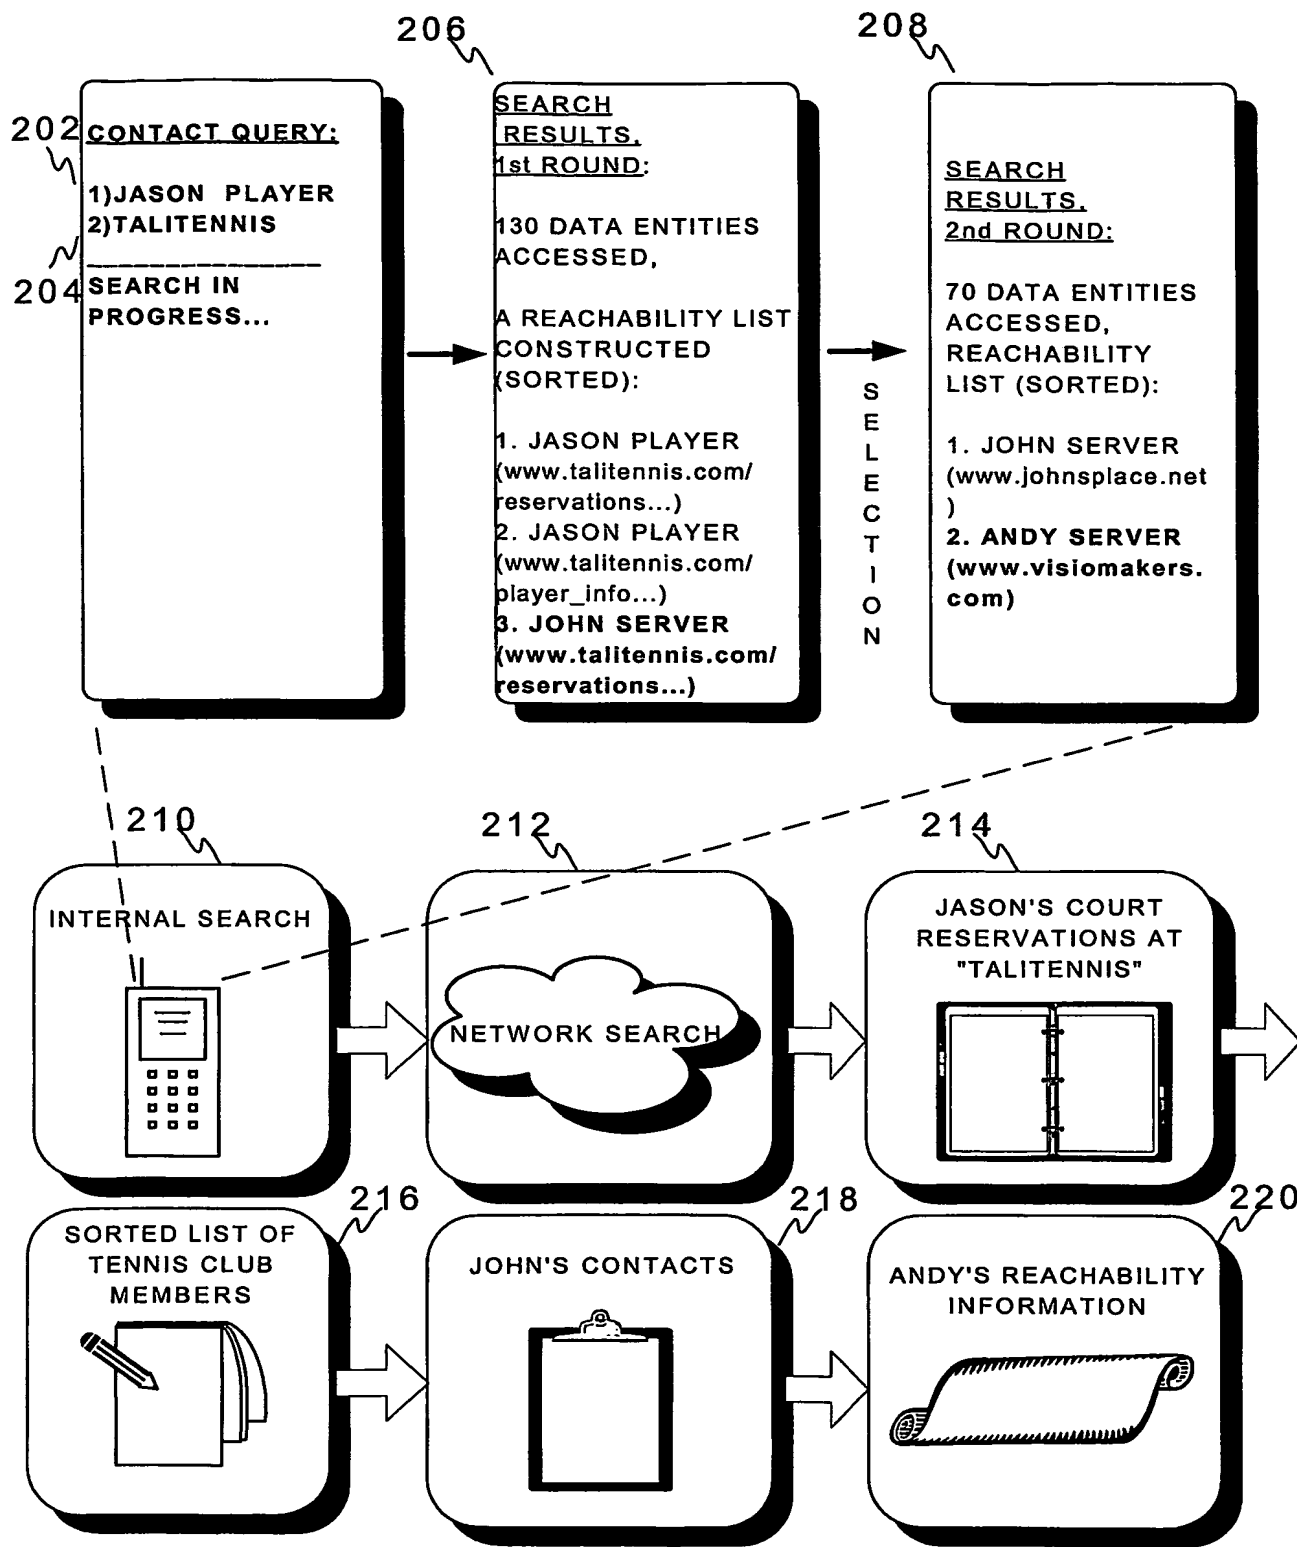 206
208
202
CONTACT QUERY:
1)JASON PLAYER
2)TALITENNIS
204
SEARCH IN
PROGRESS...
SEARCH
RESULTS,
1st ROUND:
130 DATA ENTITIES
ACCESSED,
A REACHABILITY LIST
CONSTRUCTED
(SORTED):
1. JASON PLAYER
(www.talitennis.com/
reservations...)
2. JASON PLAYER
(www.talitennis.com/
player_info...)
3. JOHN SERVER
(www.talitennis.com/
reservations...)
SELECTION
SEARCH
RESULTS,
2nd ROUND:
70 DATA ENTITIES
ACCESSED,
REACHABILITY
LIST (SORTED):
1. JOHN SERVER
(www.johnsplace.net
)
2. ANDY SERVER
(www.visiomakers.
com)
210
INTERNAL SEARCH
212
NETWORK SEARCH
214
JASON'S COURT
RESERVATIONS AT
"TALITENNIS"
216
SORTED LIST OF
TENNIS CLUB
MEMBERS
218
JOHN'S CONTACTS
220
ANDY'S REACHABILITY
INFORMATION